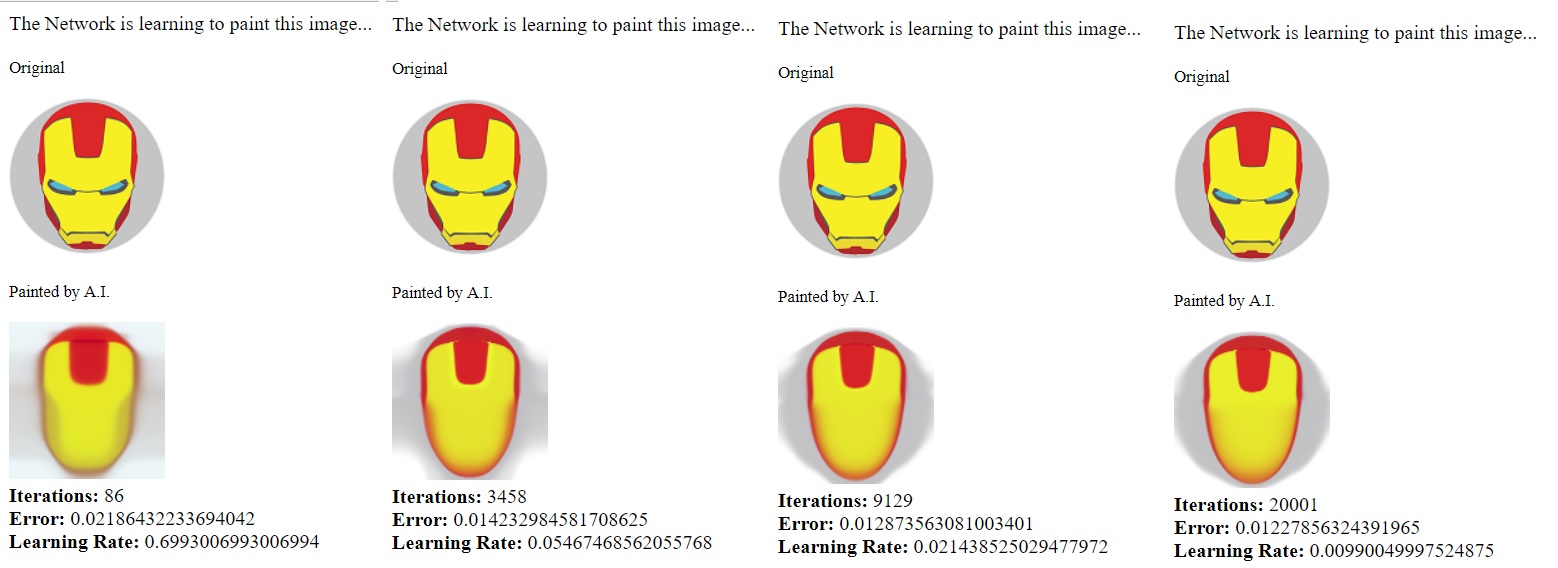 The Network is learning to paint this image...
Original
Painted by A.I.
Iterations: 86
Error: 0.02186432233694042
Learning Rate: 0.6993006993006994
The Network is learning to paint this image...
Original
Painted by A.I.
Iterations: 3458
Error: 0.014232984581708625
Learning Rate: 0.05467468562055768
The Network is learning to paint this image...
Original
Painted by A.I.
Iterations: 9129
Error: 0.012873563081003401
Learning Rate: 0.021438525029477972
The Network is learning to paint this image...
Original
Painted by A.I.
Iterations: 20001
Error: 0.01227856324391965
Learning Rate: 0.00990049997524875